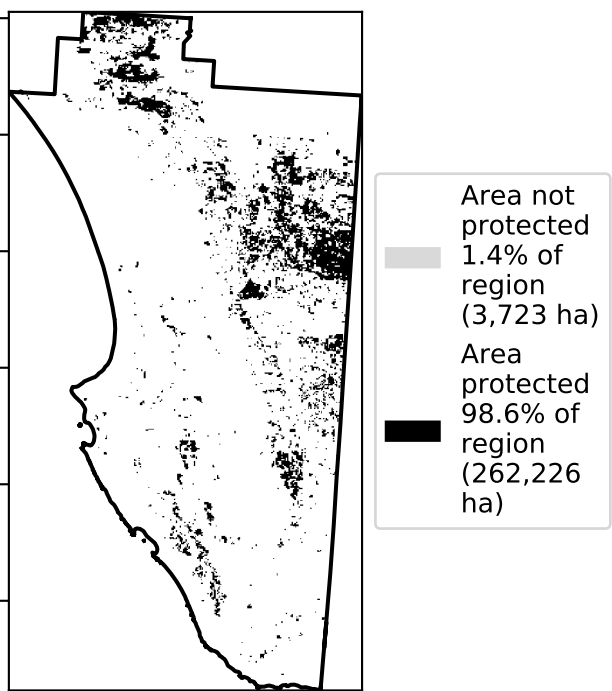 Area not
protected
1.4% of
region
(3,723 ha)
Area
protected
98.6% of
region
(262,226
ha)